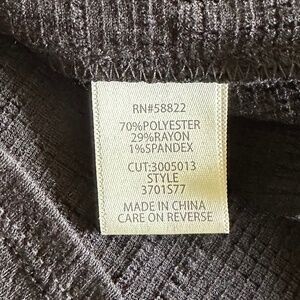 RN#58822
70%POLYESTER
29%RAYON
1%SPANDEX
CUT:3005013
STYLE
3701S77
MADE IN CHINA
CARE ON REVERSE